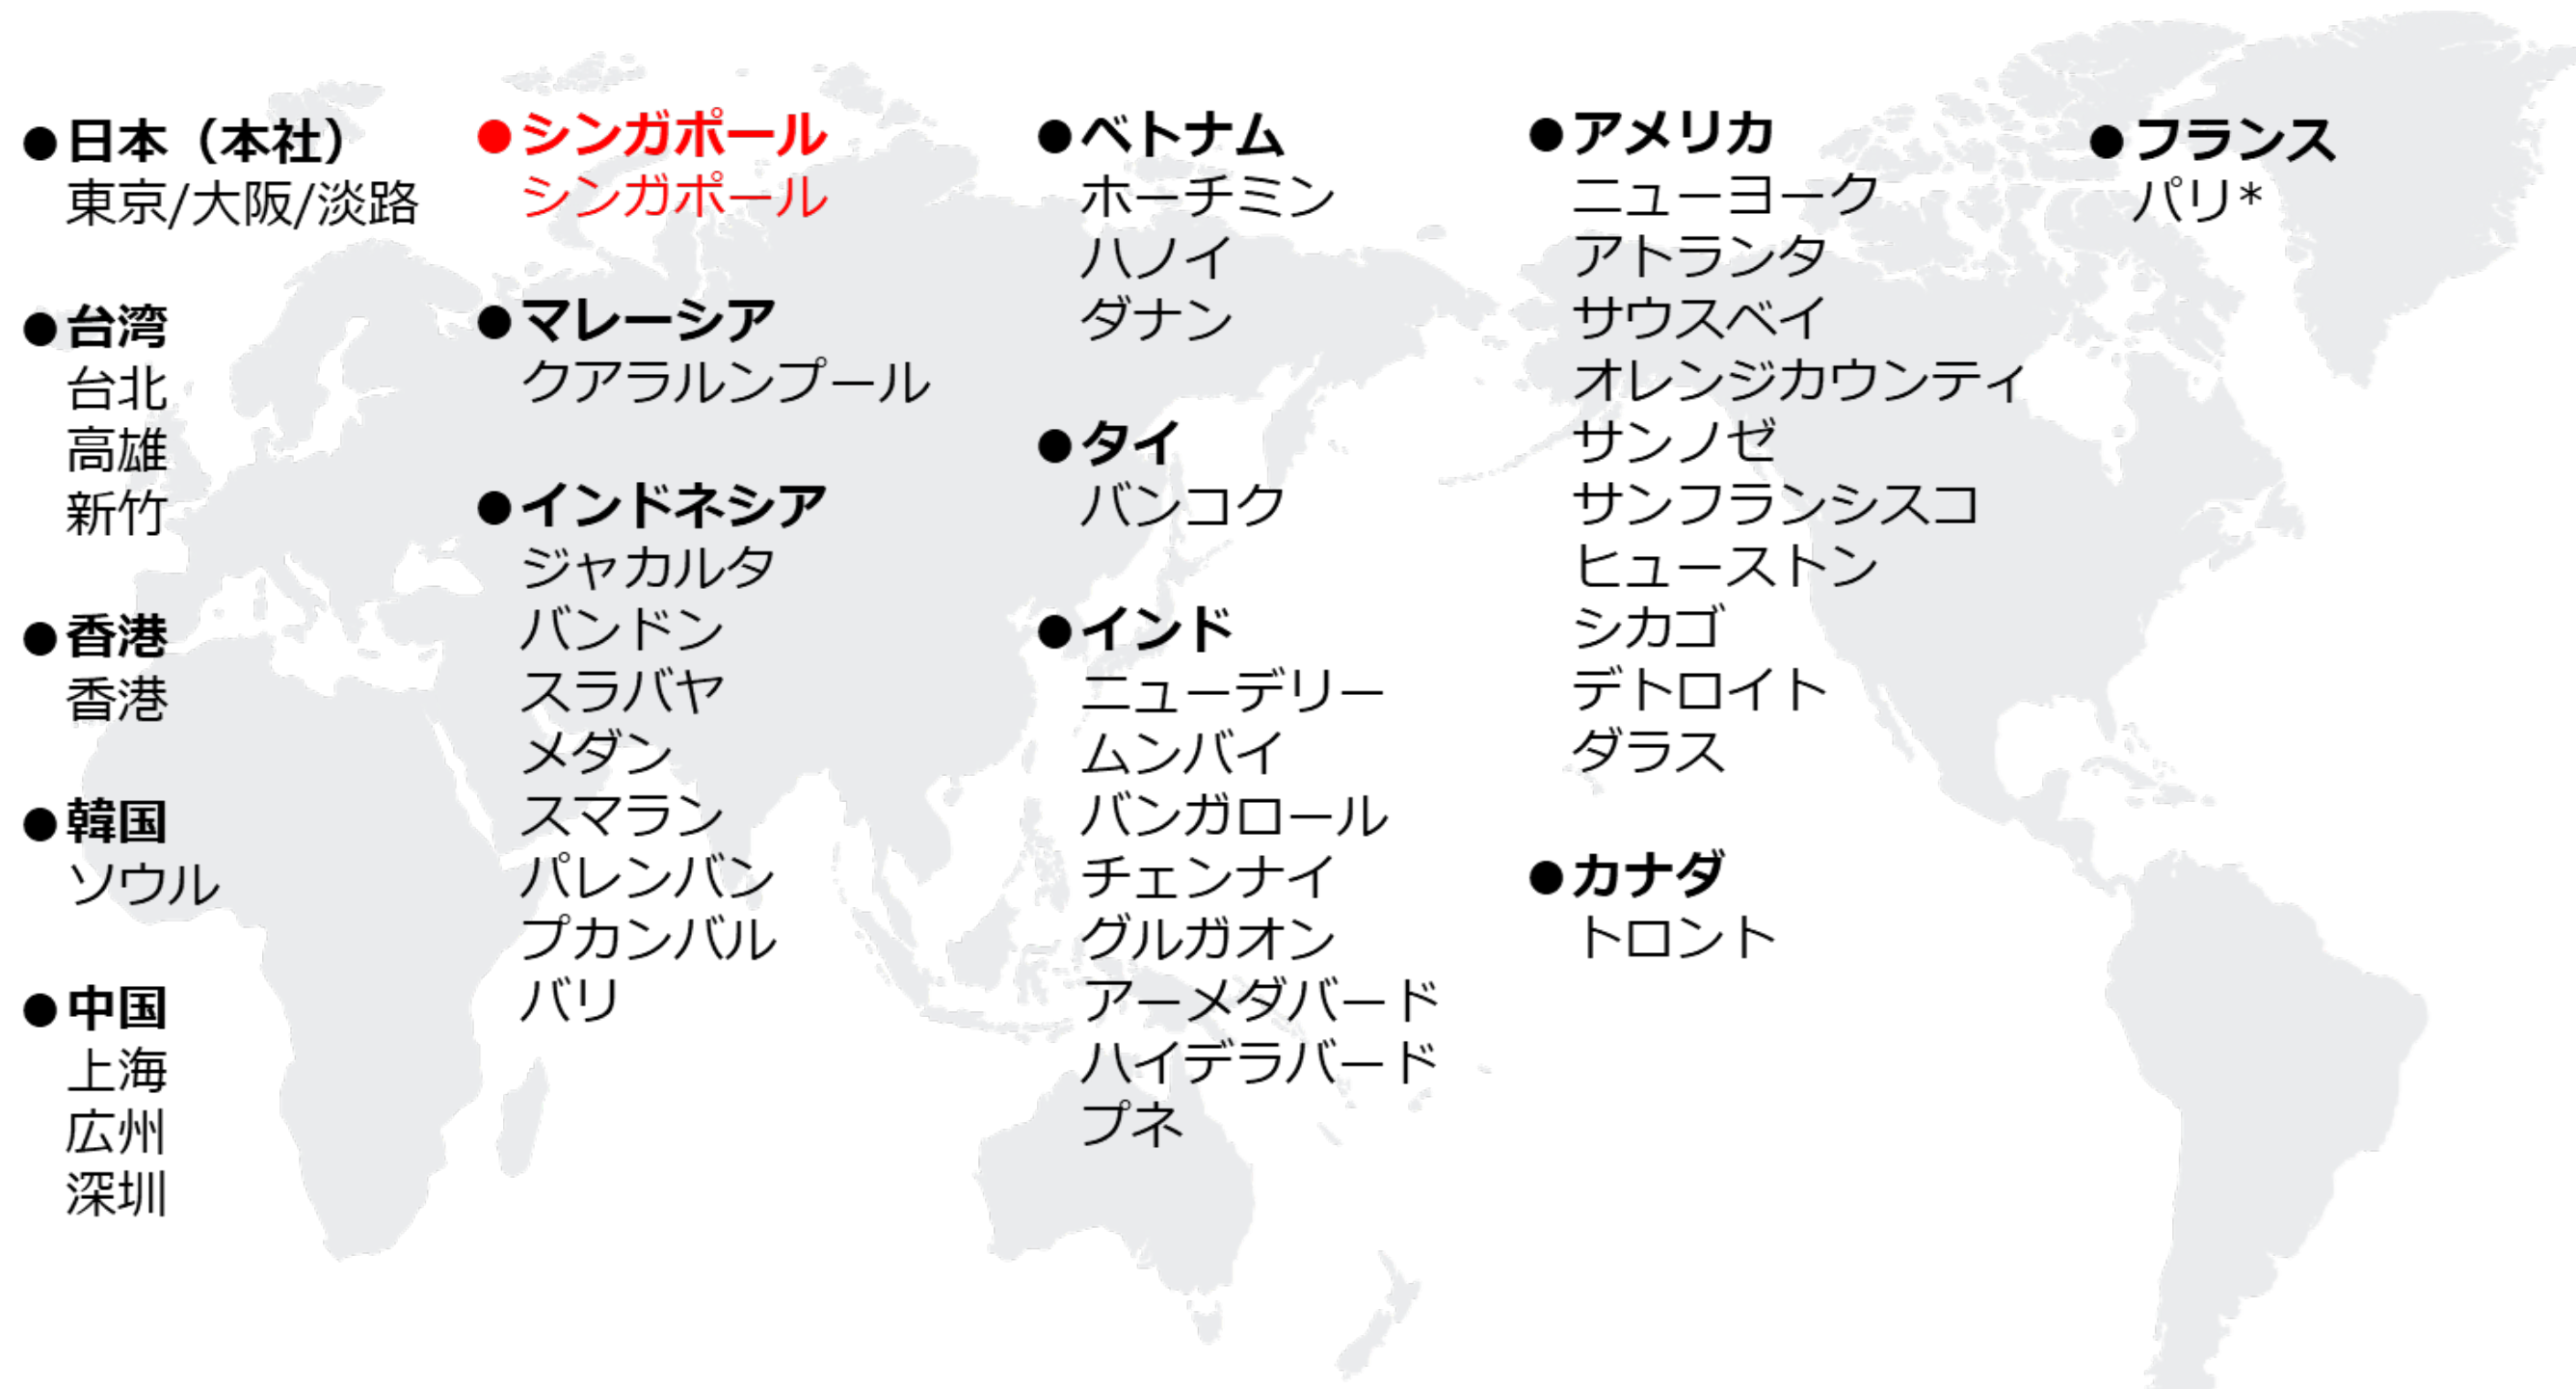 ●日本（本社）
東京/大阪/淡路
●台湾
台北
高雄
新竹
●香港
香港
●韓国
ソウル
●中国
上海
広州
深圳
●シンガポール
シンガポール
●マレーシア
クアラルンプール
●インドネシア
ジャカルタ
バンドン
スラバヤ
メダン
スマラン
パレンバン
プカンバル
バリ
●ベトナム
ホーチミン
ハノイ
ダナン
●タイ
バンコク
●インド
ニューデリー
ムンバイ
バンガロール
チェンナイ
グルガオン
アーメダバード
ハイデラバード
プネ
●アメリカ
ニューヨーク
アトランタ
サウスベイ
オレンジカウンティ
サンノゼ
サンフランシスコ
ヒューストン
シカゴ
デトロイト
ダラス
●カナダ
トロント
●フランス
パリ*